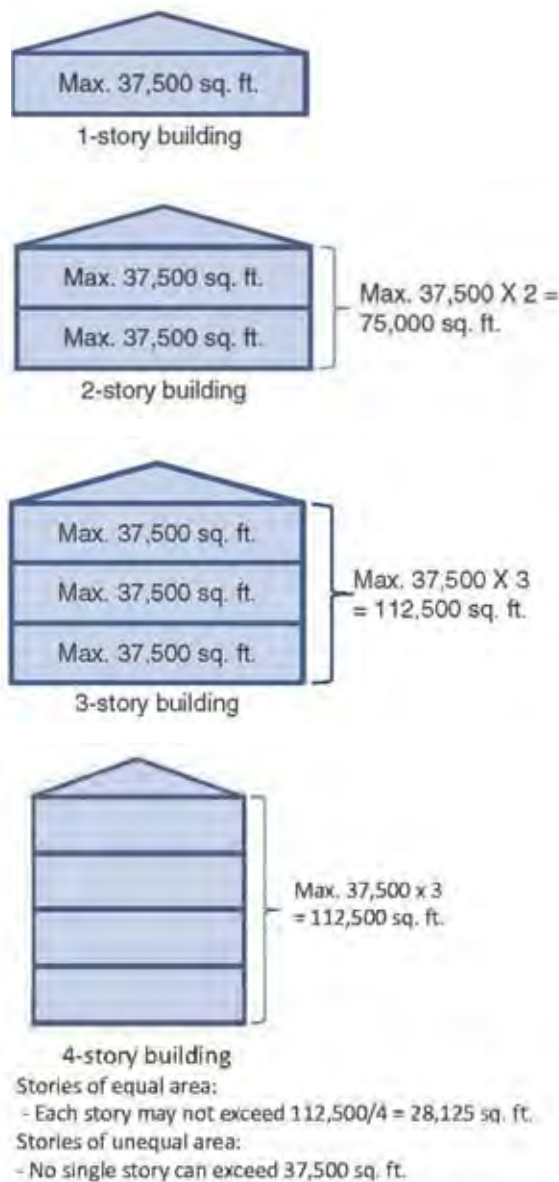 Max. 37,500 sq. ft.
1-story building
Max. 37,500 sq. ft.
Max. 37,500 sq. ft.
Max. 37,500 X 2 =
75,000 sq. ft.
2-story building
Max. 37,500 sq. ft.
Max. 37,500 sq. ft.
Max. 37,500 sq. ft.
Max. 37,500 X 3
= 112,500 sq. ft.
3-story building
Max. 37,500 x 3
= 112,500 sq. ft.
4-story building
Stories of equal area:
- Each story may not exceed 112,500/4 = 28,125 sq. ft.
Stories of unequal area:
- No single story can exceed 37,500 sq. ft.